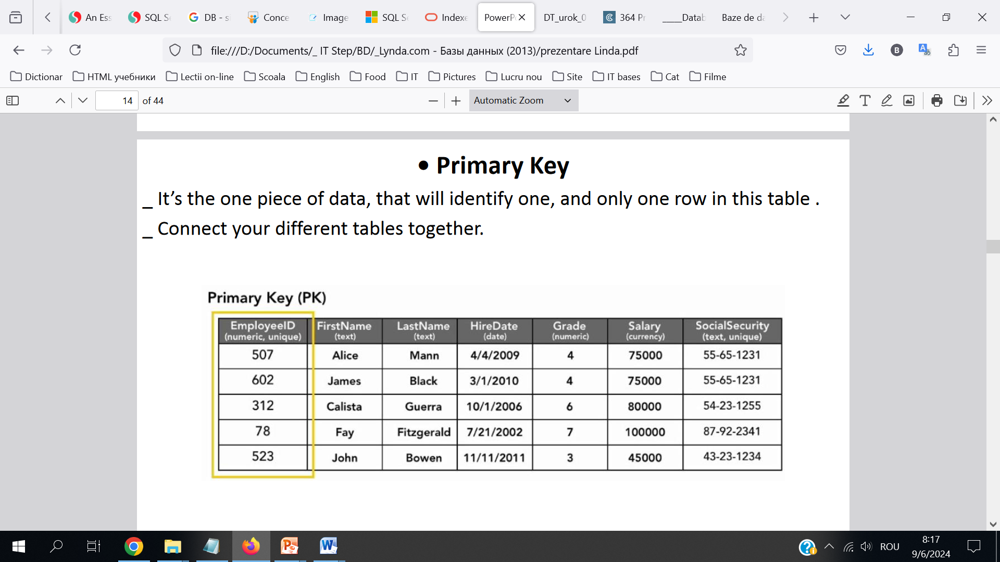 An Ess
SQL S
DB - si
Conce
Image
SQL S
Indexe
PowerP
DT_urok_0
364 Pr
_____Datab
Baze de da
file:///D:/Documents/_ IT Step/BD/_Lynda.com - Базы данных (2013)/prezentare Linda.pdf
Dictionar
HTML учебники
Lectii on-line
Scoala
English
Food
IT
Pictures
Lucru nou
Site
IT bases
Cat
Filme
14 of 44
Automatic Zoom
• Primary Key
_ It’s the one piece of data, that will identify one, and only one row in this table .
_ Connect your different tables together.
Primary Key (PK)
EmployeeID FirstName LastName HireDate Grade Salary SocialSecurity
(numeric, unique) (text) (text) (date) (numeric) (currency) (text, unique)
507 Alice Mann 4/4/2009 4 75000 55-65-1231
602 James Black 3/1/2010 4 75000 55-65-1231
312 Calista Guerra 10/1/2006 6 80000 54-23-1255
78 Fay Fitzgerald 7/21/2002 7 100000 87-92-2341
523 John Bowen 11/11/2011 3 45000 43-23-1234
ROU
8:17
9/6/2024